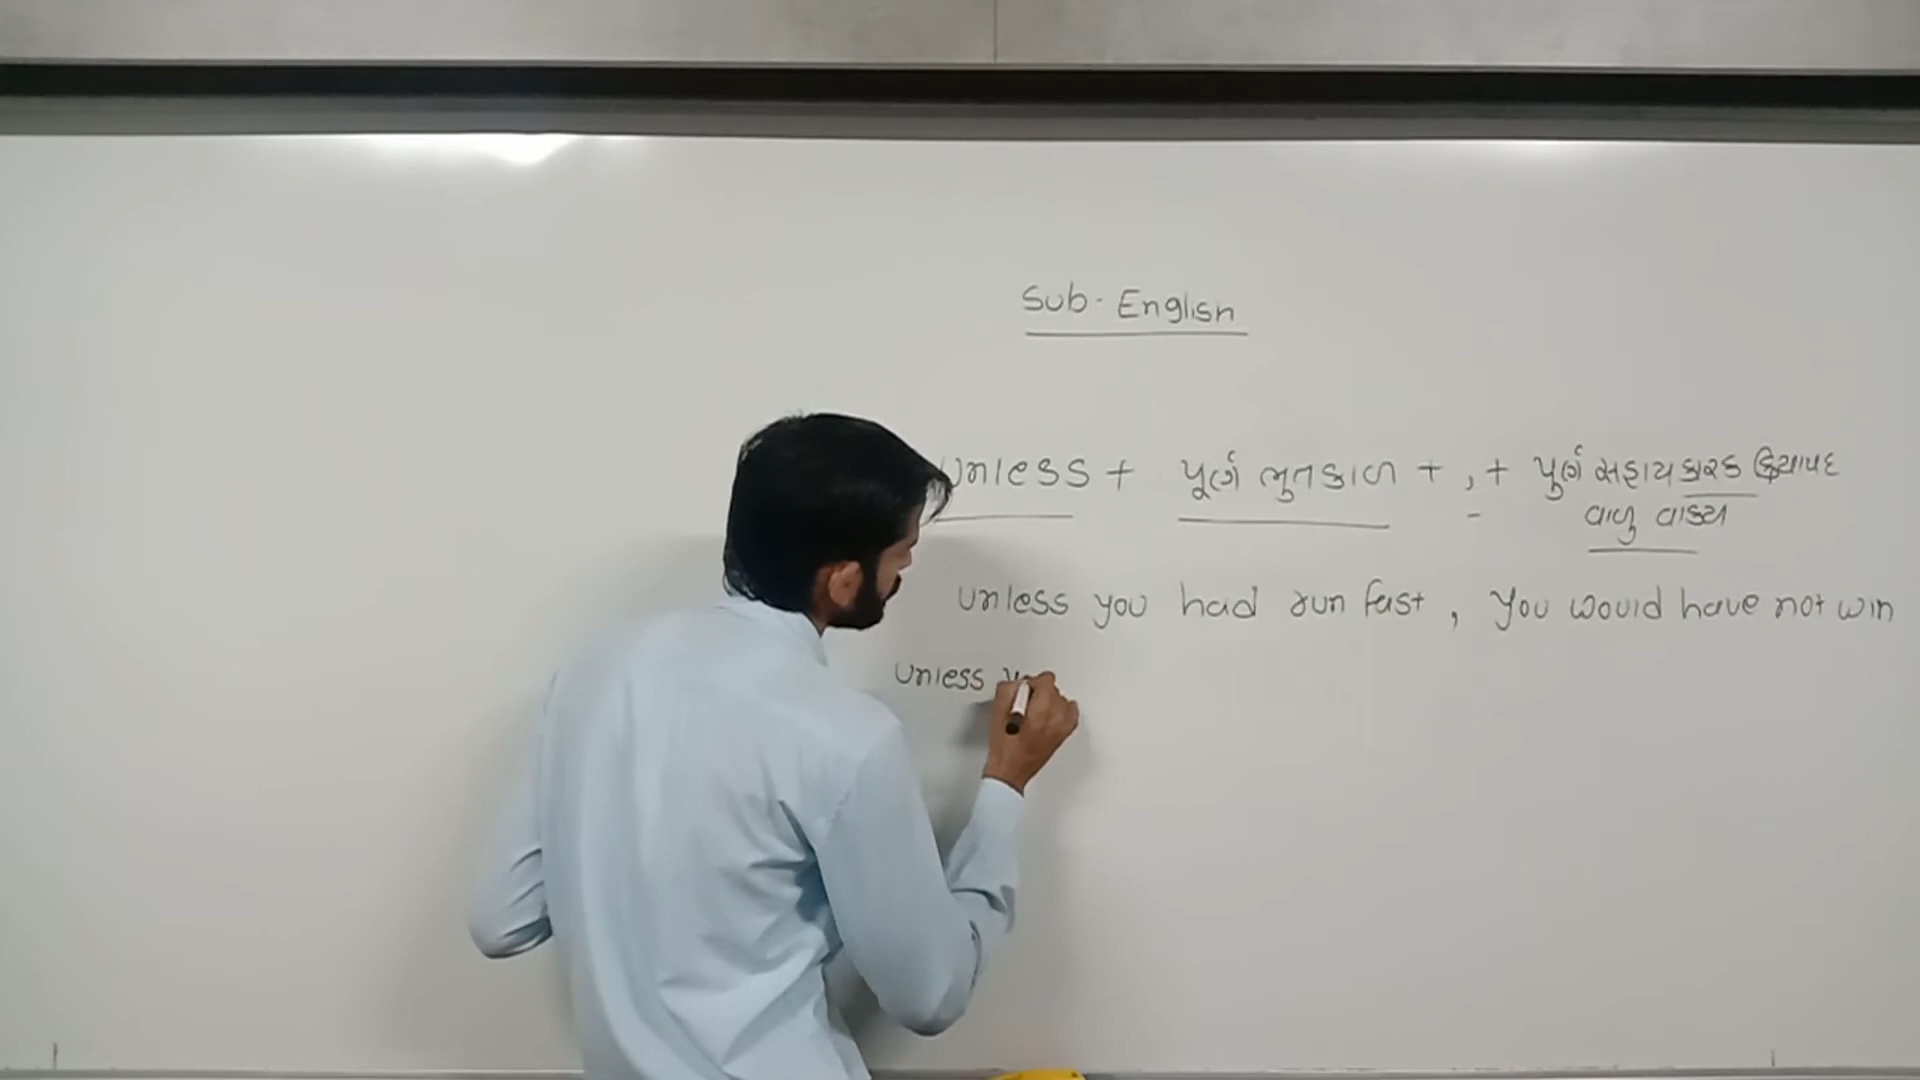 Sub. English
unless + પૂર્ણ ભુતકાળ + , + પુર્ણ સહાયકારક ક્રિયાપદ
વાળુ વાક્ય
unless you had run fast , you would have not win
unless